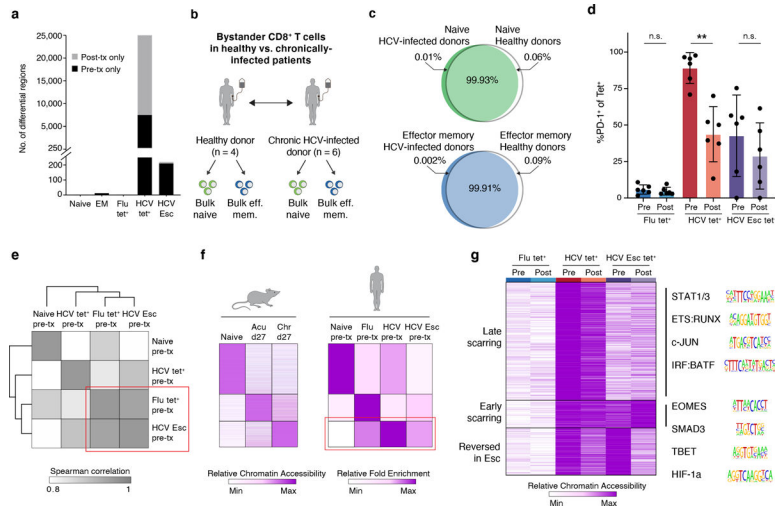 a
Post-tx only
Pre-tx only
No. of differential regions
25,000
20,000
15,000
10,000
5,000
250
200
0
Naive
EM
Flu
tet+
HCV
tet+
HCV
Esc
b
Bystander CD8+ T cells
in healthy vs. chronically-
infected patients
Healthy donor
(n = 4)
Chronic HCV-infected
donor (n = 6)
Bulk
naive
Bulk eff.
mem.
Bulk
naive
Bulk eff.
mem.
c
Naive
HCV-infected donors
Naive
Healthy donors
0.01%
0.06%
99.93%
Effector memory
HCV-infected donors
Effector memory
Healthy donors
0.002%
0.09%
99.91%
d
n.s.
**
n.s.
%PD-1+ of Tet+
100
75
50
25
0
Pre
Post
Pre
Post
Pre
Post
Flu tet+
HCV tet+
HCV Esc tet
e
Naive
pre-tx
HCV tet+
pre-tx
Flu tet+
pre-tx
HCV Esc
pre-tx
Naive
pre-tx
HCV tet+
pre-tx
Flu tet+
pre-tx
HCV Esc
pre-tx
Spearman correlation
0.8
1
f
Naive
Acu
d27
Chr
d27
Naive
pre-tx
Flu
pre-tx
HCV
pre-tx
HCV Esc
pre-tx
Relative Chromatin Accessibility
Min
Max
Relative Fold Enrichment
Min
Max
g
Flu tet+
HCV tet+
HCV Esc tet+
Pre
Post
Pre
Post
Pre
Post
Late
scarring
Early
scarring
Reversed
in Esc
STAT1/3
ETS:RUNX
c-JUN
IRF:BATF
EOMES
SMAD3
TBET
HIF-1a
Relative Chromatin Accessibility
Min
Max